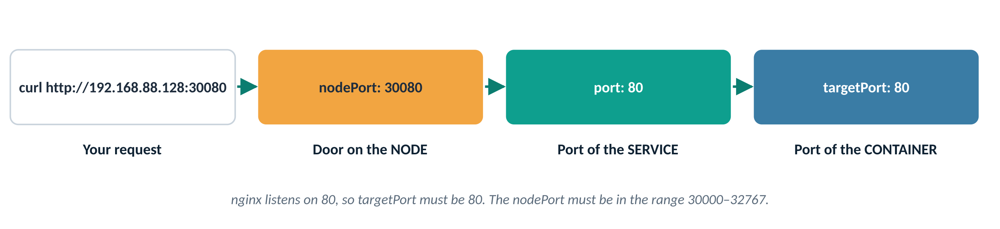 curl http://192.168.88.128:30080
nodePort: 30080
port: 80
targetPort: 80
Your request
Door on the NODE
Port of the SERVICE
Port of the CONTAINER
nginx listens on 80, so targetPort must be 80. The nodePort must be in the range 30000–32767.